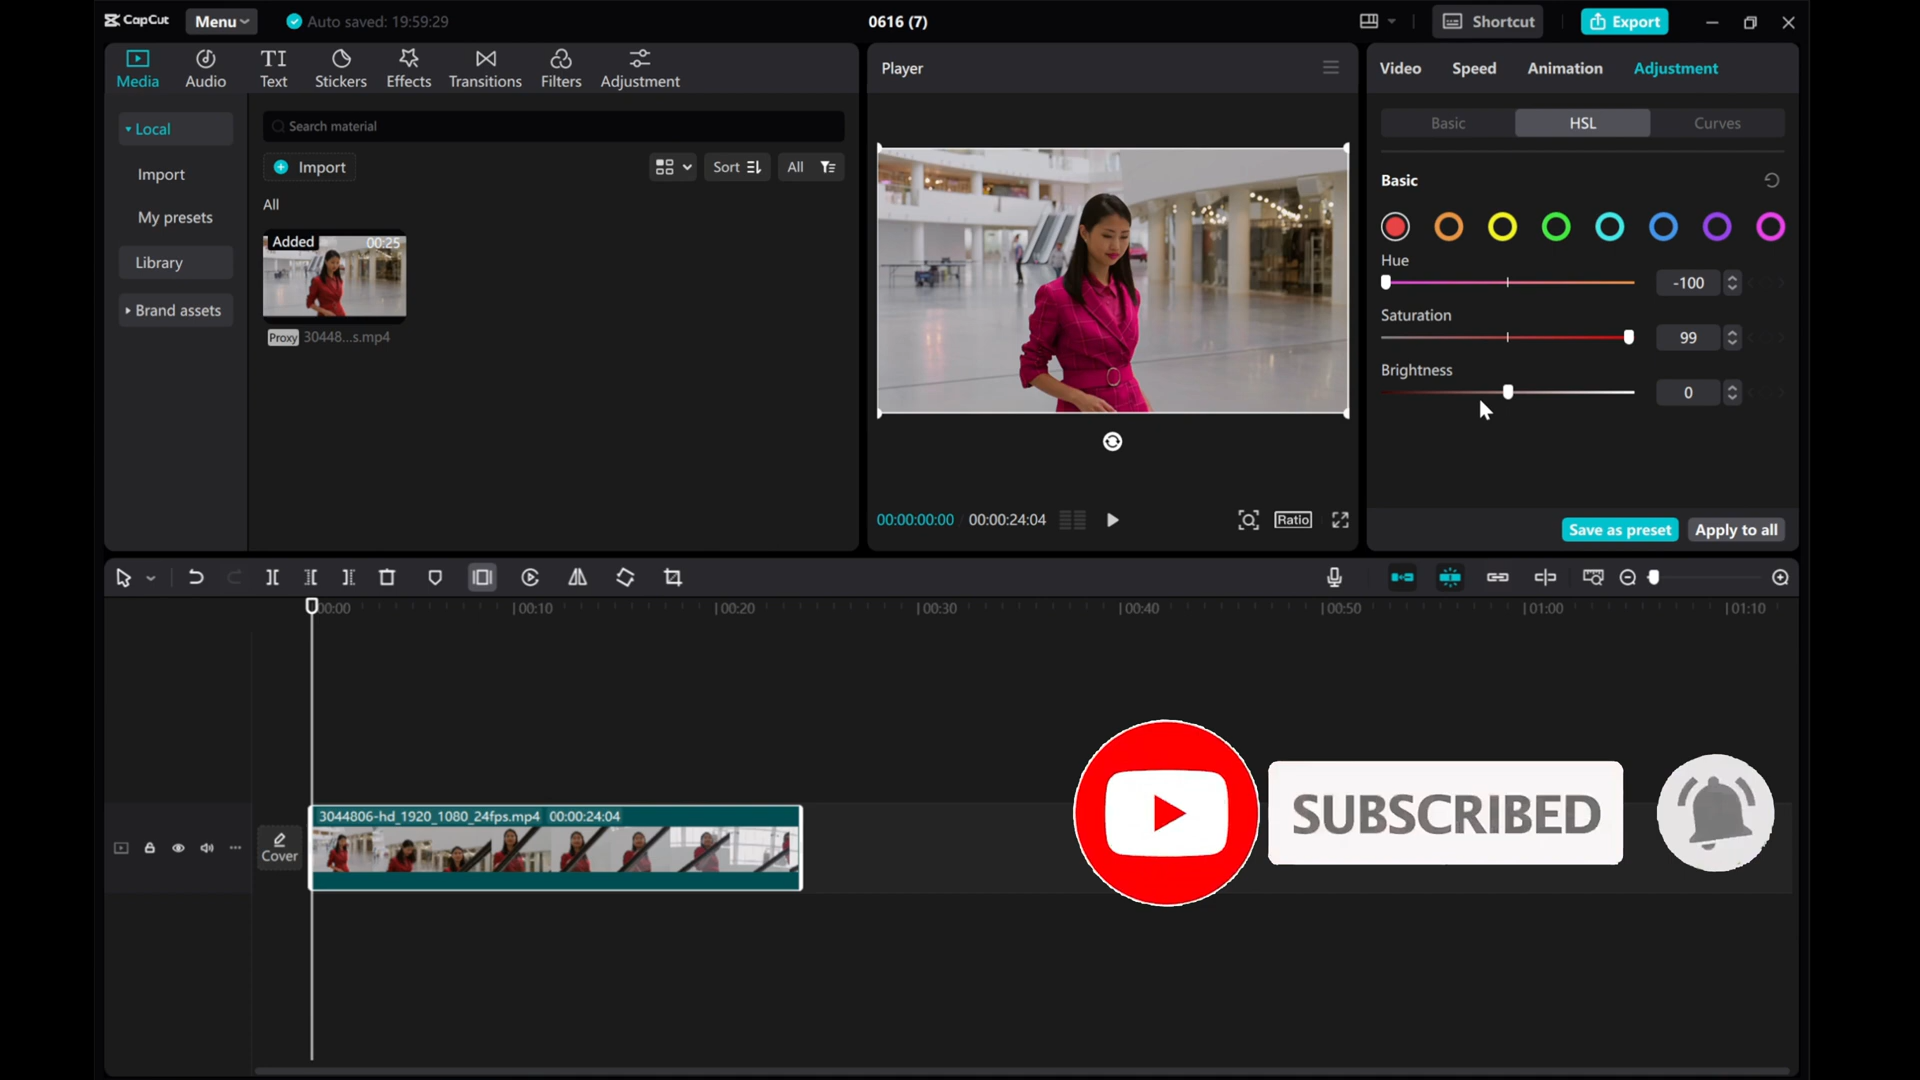 CapCut
Menu
Auto saved: 19:59:29
0616 (7)
Shortcut
Export
Media
Audio
Text
Stickers
Effects
Transitions
Filters
Adjustment
Local
Import
My presets
Library
Brand assets
Search material
Import
Sort
All
All
Added
00:25
Proxy
30448...s.mp4
Player
00:00:00:00
00:00:24:04
Ratio
Video
Speed
Animation
Adjustment
Basic
HSL
Curves
Basic
Hue
-100
Saturation
99
Brightness
0
Save as preset
Apply to all
00:00
00:10
00:20
00:30
00:40
00:50
01:00
01:10
Cover
3044806-hd_1920_1080_24fps.mp4 00:00:24:04
SUBSCRIBED